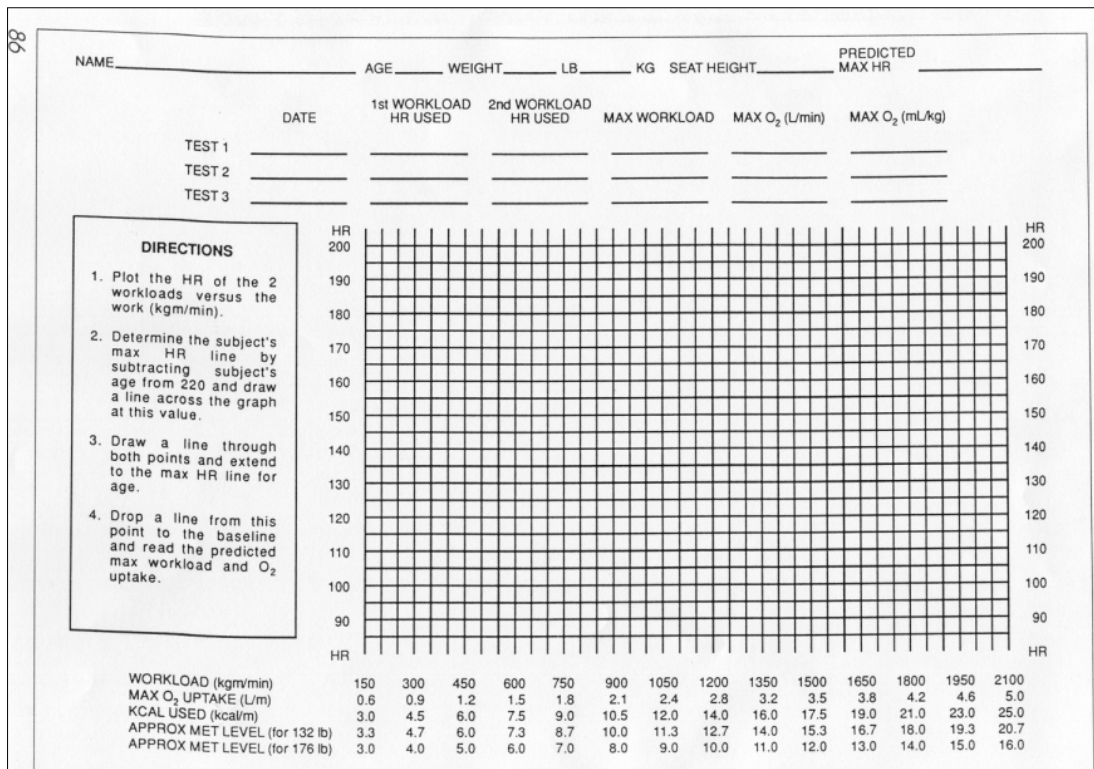 98
NAME AGE WEIGHT LB KG SEAT HEIGHT PREDICTED MAX HR
DATE 1st WORKLOAD HR USED 2nd WORKLOAD HR USED MAX WORKLOAD MAX O₂ (L/min) MAX O₂ (mL/kg)
TEST 1
TEST 2
TEST 3
DIRECTIONS
1. Plot the HR of the 2
workloads versus the
work (kgm/min).
2. Determine the subject's
max HR line by
subtracting subject's
age from 220 and draw
a line across the graph
at this value.
3. Draw a line through
both points and extend
to the max HR line for
age.
4. Drop a line from this
point to the baseline
and read the predicted
max workload and O₂
uptake.
HR HR
200 200
190 190
180 180
170 170
160 160
150 150
140 140
130 130
120 120
110 110
100 100
90 90
HR HR
WORKLOAD (kgm/min) 150 300 450 600 750 900 1050 1200 1350 1500 1650 1800 1950 2100
MAX O₂ UPTAKE (L/m) 0.6 0.9 1.2 1.5 1.8 2.1 2.4 2.8 3.2 3.5 3.8 4.2 4.6 5.0
KCAL USED (kcal/m) 3.0 4.5 6.0 7.5 9.0 10.5 12.0 14.0 16.0 17.5 19.0 21.0 23.0 25.0
APPROX MET LEVEL (for 132 lb) 3.3 4.7 6.0 7.3 8.7 10.0 11.3 12.7 14.0 15.3 16.7 18.0 19.3 20.7
APPROX MET LEVEL (for 176 lb) 3.0 4.0 5.0 6.0 7.0 8.0 9.0 10.0 11.0 12.0 13.0 14.0 15.0 16.0